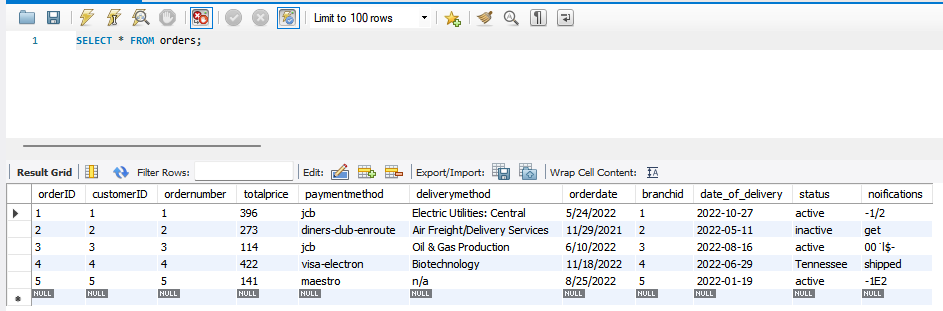 Limit to 100 rows
1 SELECT * FROM orders;
Result Grid Filter Rows: Edit: Export/Import: Wrap Cell Content: IA
orderID customerID ordernumber totalprice paymentmethod deliverymethod orderdate branchid date_of_delivery status noifications
1 1 1 396 jcb Electric Utilities: Central 5/24/2022 1 2022-10-27 active -1/2
2 2 2 273 diners-club-enroute Air Freight/Delivery Services 11/29/2021 2 2022-05-11 inactive get
3 3 3 114 jcb Oil & Gas Production 6/10/2022 3 2022-08-16 active 00˙l$-
4 4 4 422 visa-electron Biotechnology 11/18/2022 4 2022-06-29 Tennessee shipped
5 5 5 141 maestro n/a 8/25/2022 5 2022-01-19 active -1E2
NULL NULL NULL NULL NULL NULL NULL NULL NULL NULL NULL